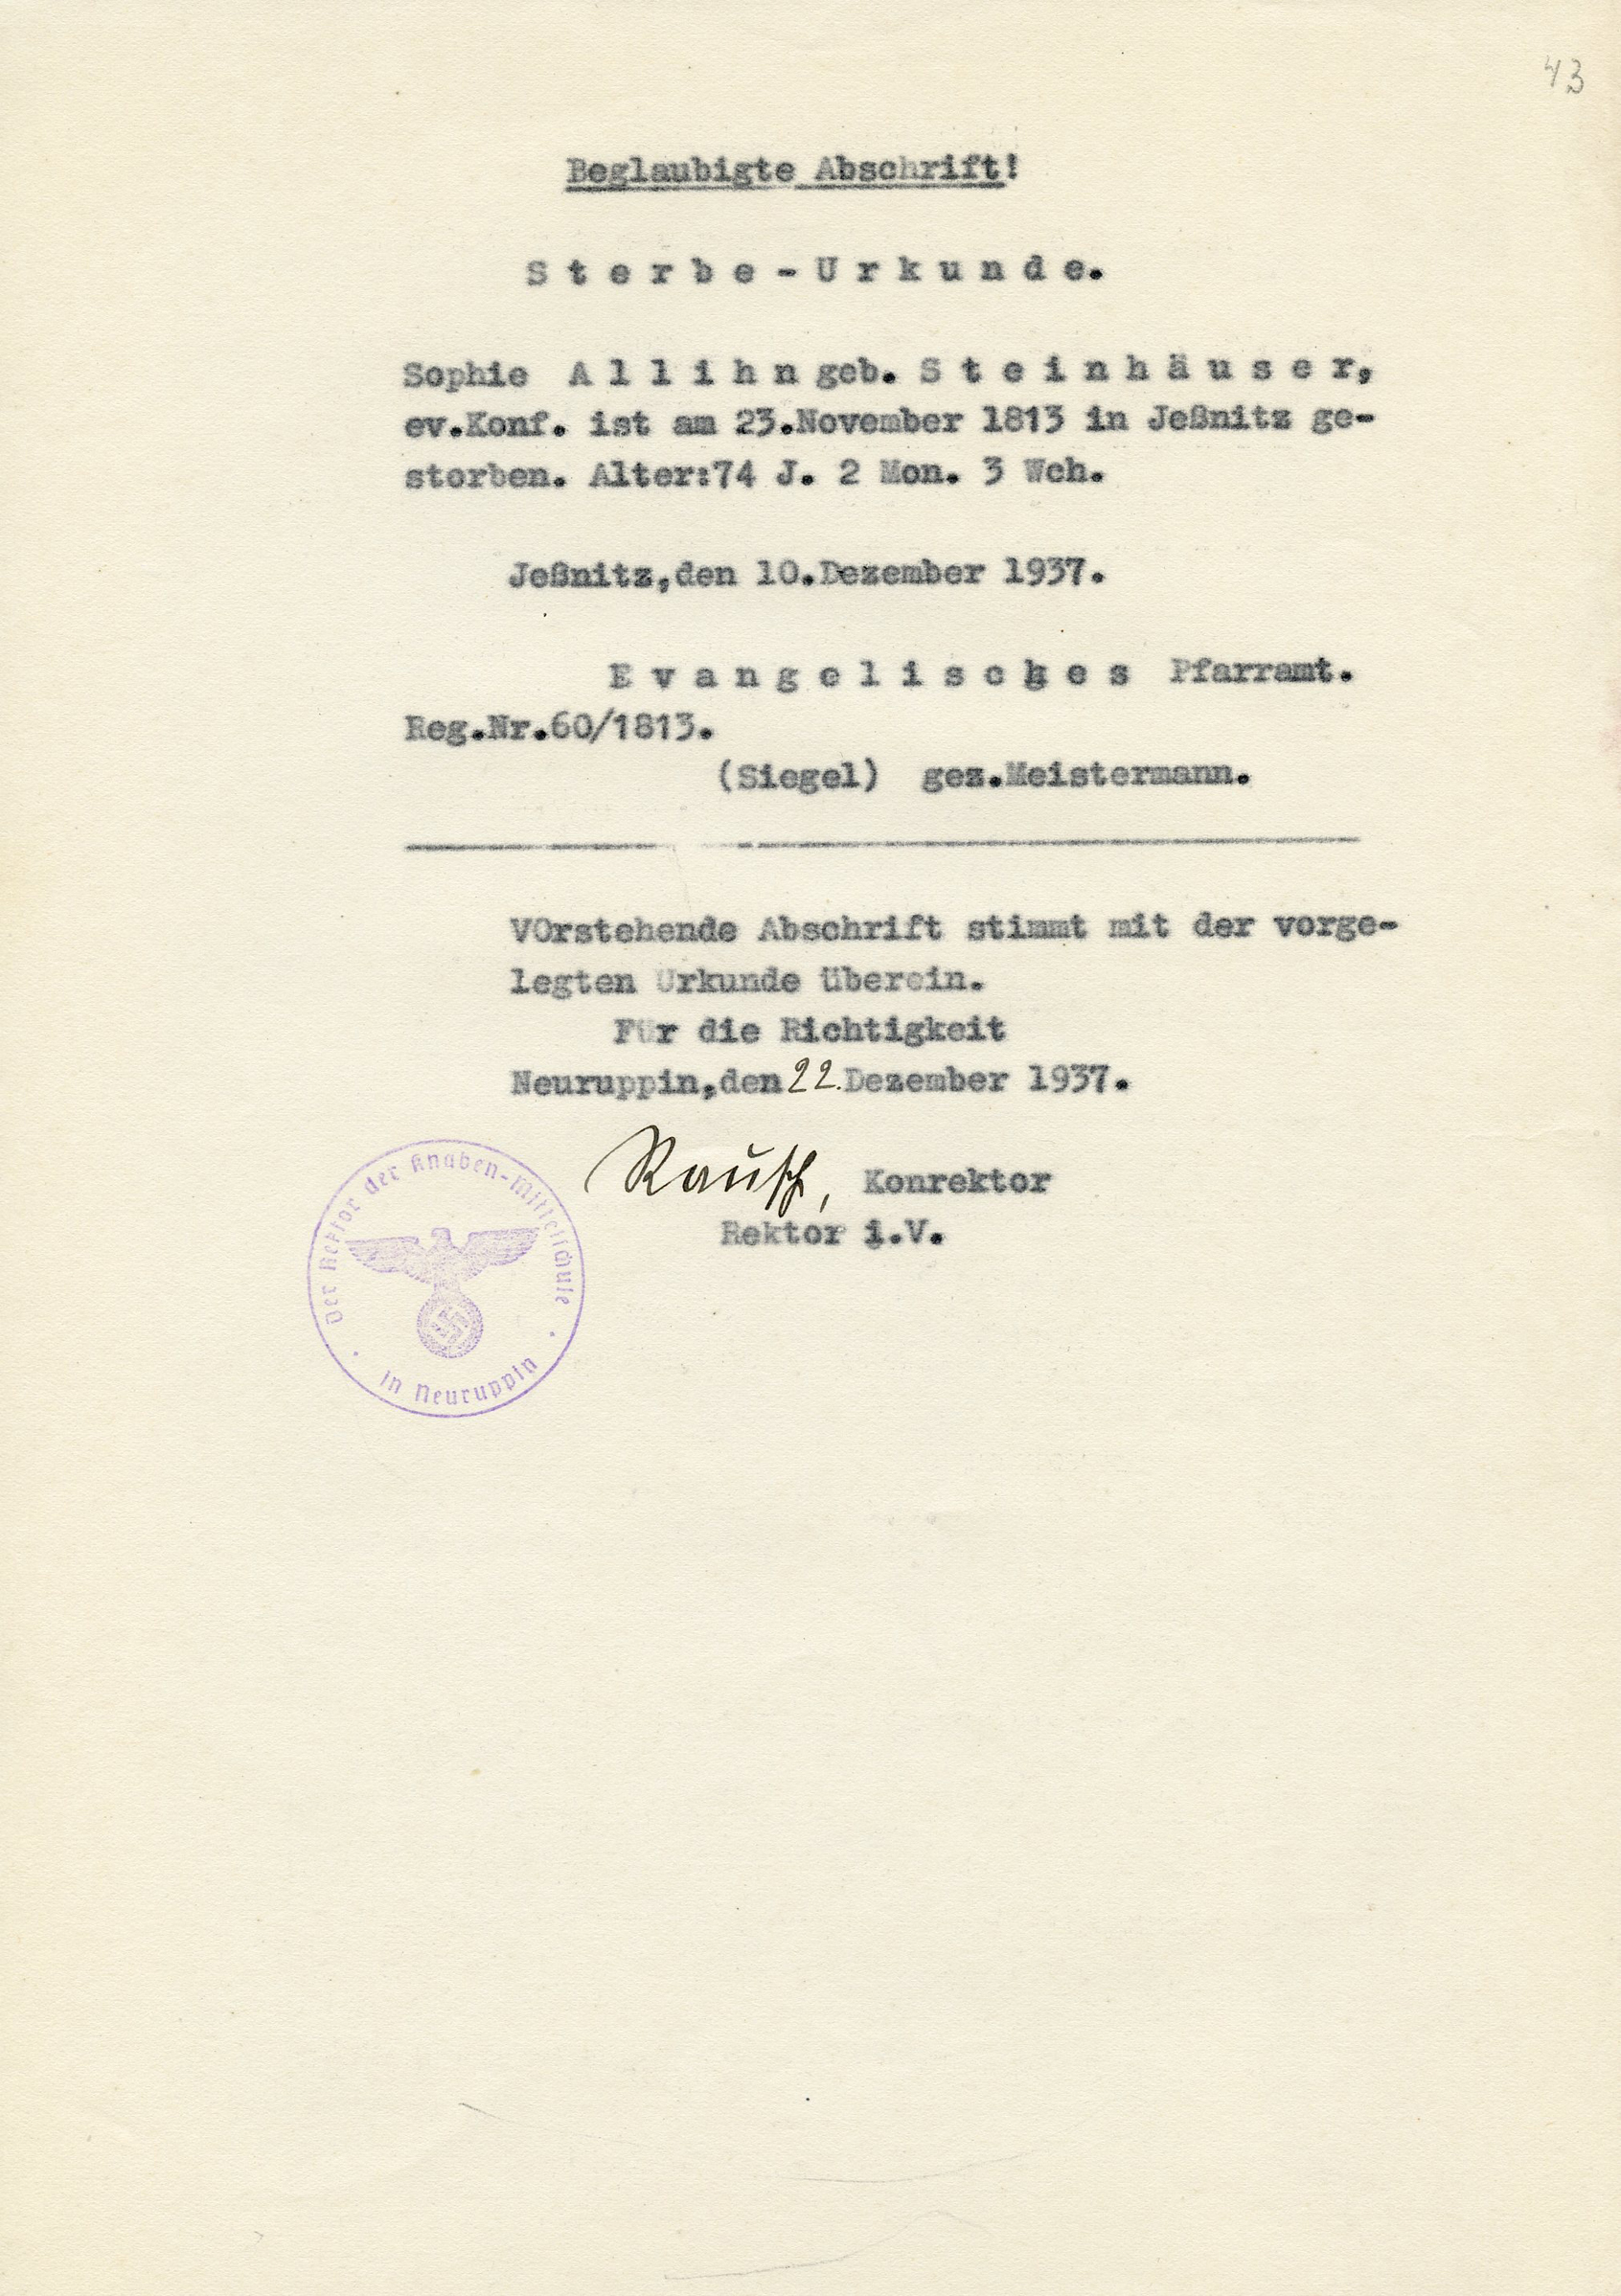 43
Beglaubigte Abschrift!
Sterbe-Urkunde.
Sophie Allihn geb. Steinhäuser,
ev.Konf. ist am 23.November 1813 in Jeßnitz ge-
storben. Alter:74 J. 2 Mon. 3 Wch.
Jeßnitz,den 10.Dezember 1937.
Evangelisches Pfarramt.
Reg.Nr.60/1813.
(Siegel) gez.Meistermann.
VOrstehende Abschrift stimmt mit der vorge-
legten Urkunde überein.
Für die Richtigkeit
Neuruppin,den 22. Dezember 1937.
Rausch, Konrektor
Rektor i.V.
Der Rektor der Knaben-Mittelschule
in Neuruppin